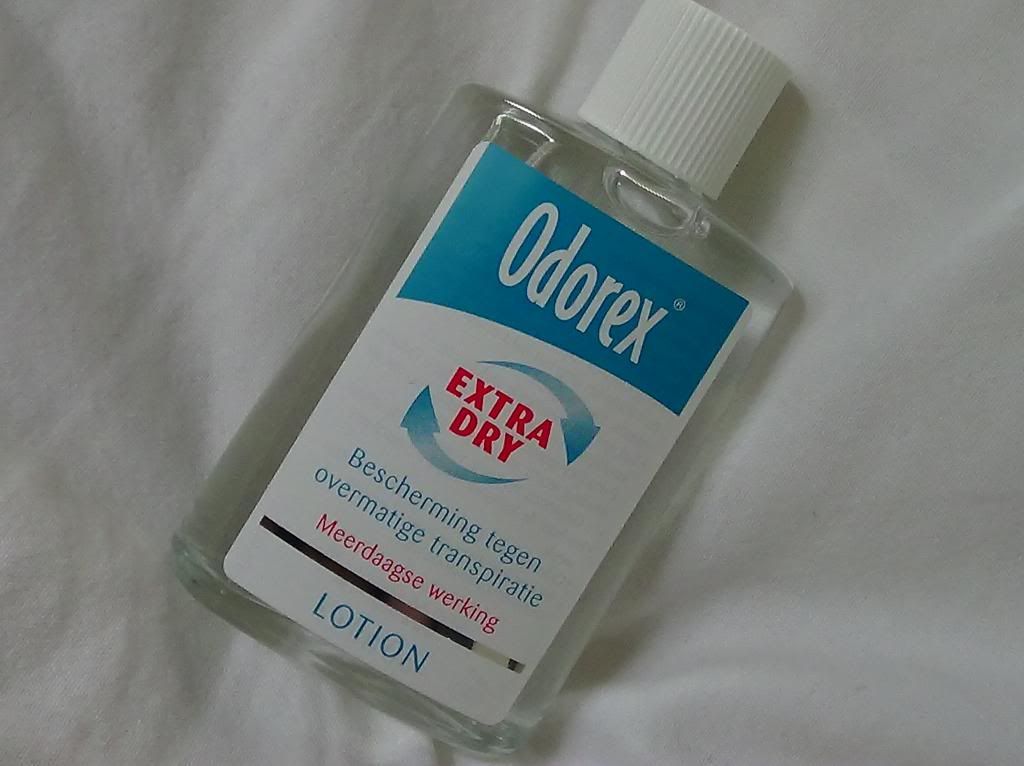 Odorex®
EXTRA
DRY
Bescherming tegen
overmatige transpiratie
Meerdaagse werking
LOTION